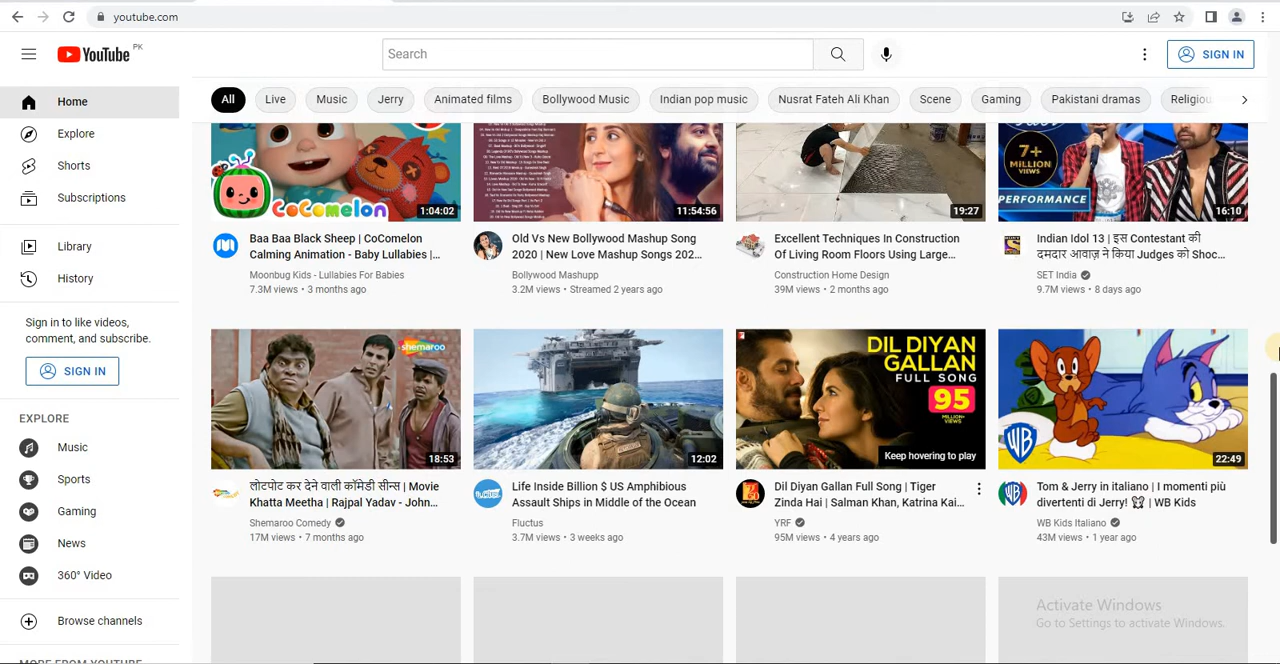 youtube.com
YouTube PK
Search
SIGN IN
All
Live
Music
Jerry
Animated films
Bollywood Music
Indian pop music
Nusrat Fateh Ali Khan
Scene
Gaming
Pakistani dramas
Home
Explore
Shorts
Subscriptions
Library
History
Sign in to like videos,
comment, and subscribe.
SIGN IN
EXPLORE
Music
Sports
Gaming
News
360° Video
Browse channels
MORE FROM YOUTUBE
CoComelon
1:04:02
Baa Baa Black Sheep | CoComelon
Calming Animation - Baby Lullabies |...
Moonbug Kids - Lullabies For Babies
7.3M views • 3 months ago
11:54:56
Old Vs New Bollywood Mashup Song
2020 | New Love Mashup Songs 202...
Bollywood Mashupp
3.2M views • Streamed 2 years ago
19:27
Excellent Techniques In Construction
Of Living Room Floors Using Large...
Construction Home Design
39M views • 2 months ago
7+
MILLION
VIEWS
PERFORMANCE
16:10
Indian Idol 13 | इस Contestant की
दमदार आवाज़ ने किया Judges को Shoc...
SET India
9.7M views • 8 days ago
shemaroo
18:53
लोटपोट कर देने वाली कॉमेडी सीन्स | Movie
Khatta Meetha | Rajpal Yadav - John...
Shemaroo Comedy
17M views • 7 months ago
12:02
Life Inside Billion $ US Amphibious
Assault Ships in Middle of the Ocean
Fluctus
3.7M views • 3 weeks ago
DIL DIYAN
GALLAN
FULL SONG
95
MILLION+
VIEWS
Keep hovering to play
Dil Diyan Gallan Full Song | Tiger
Zinda Hai | Salman Khan, Katrina Kai...
YRF
95M views • 4 years ago
WB
22:49
Tom & Jerry in italiano | I momenti più
divertenti di Jerry! 🐭 | WB Kids
WB Kids Italiano
43M views • 1 year ago
Activate Windows
Go to Settings to activate Windows.